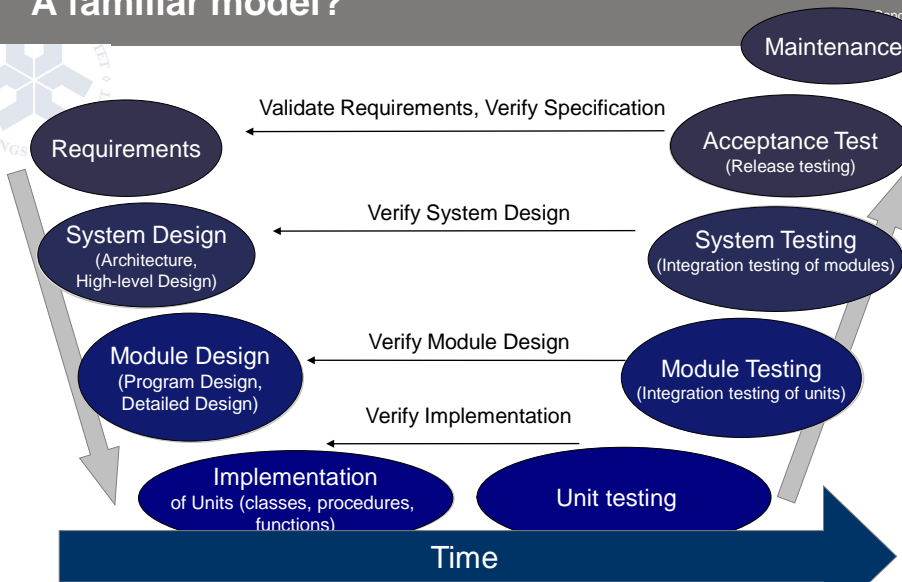 A familiar model?
Maintenance
Validate Requirements, Verify Specification
Requirements
Acceptance Test
(Release testing)
Verify System Design
System Design
(Architecture,
High-level Design)
System Testing
(Integration testing of modules)
Verify Module Design
Module Design
(Program Design,
Detailed Design)
Module Testing
(Integration testing of units)
Verify Implementation
Implementation
of Units (classes, procedures,
functions)
Unit testing
Time